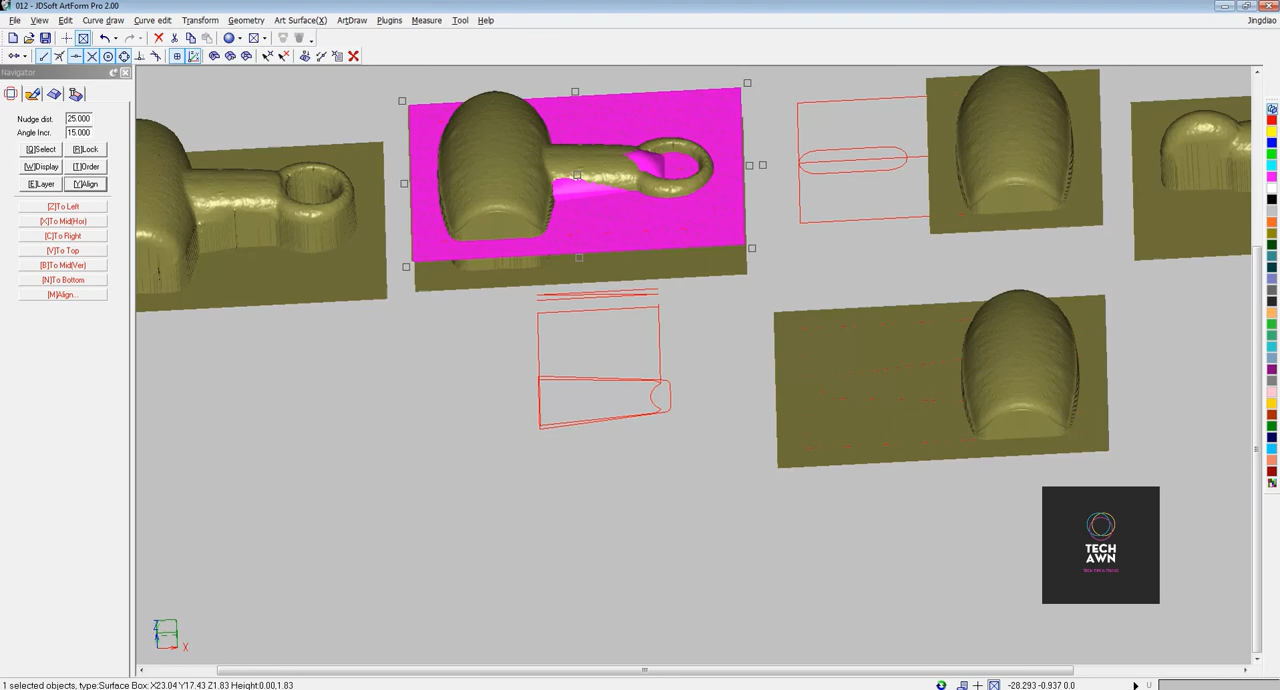 012 - JDSoft ArtForm Pro 2.00
File View Edit Curve draw Curve edit Transform Geometry Art Surface(X) ArtDraw Plugins Measure Tool Help
Jingdiao
Navigator
Nudge dist. 25.000
Angle Incr. 15.000
[Q]Select [R]Lock
[W]Display [T]Order
[E]Layer [Y]Align
[Z]To Left
[X]To Mid(Hor)
[C]To Right
[V]To Top
[B]To Mid(Ver)
[N]To Bottom
[M]Align...
TECH
AWN
Z
X
1 selected objects, type:Surface Box: X23.04 Y17.43 Z1.83 Height:0.00,1.83
-28.293 -0.937 0.0
U